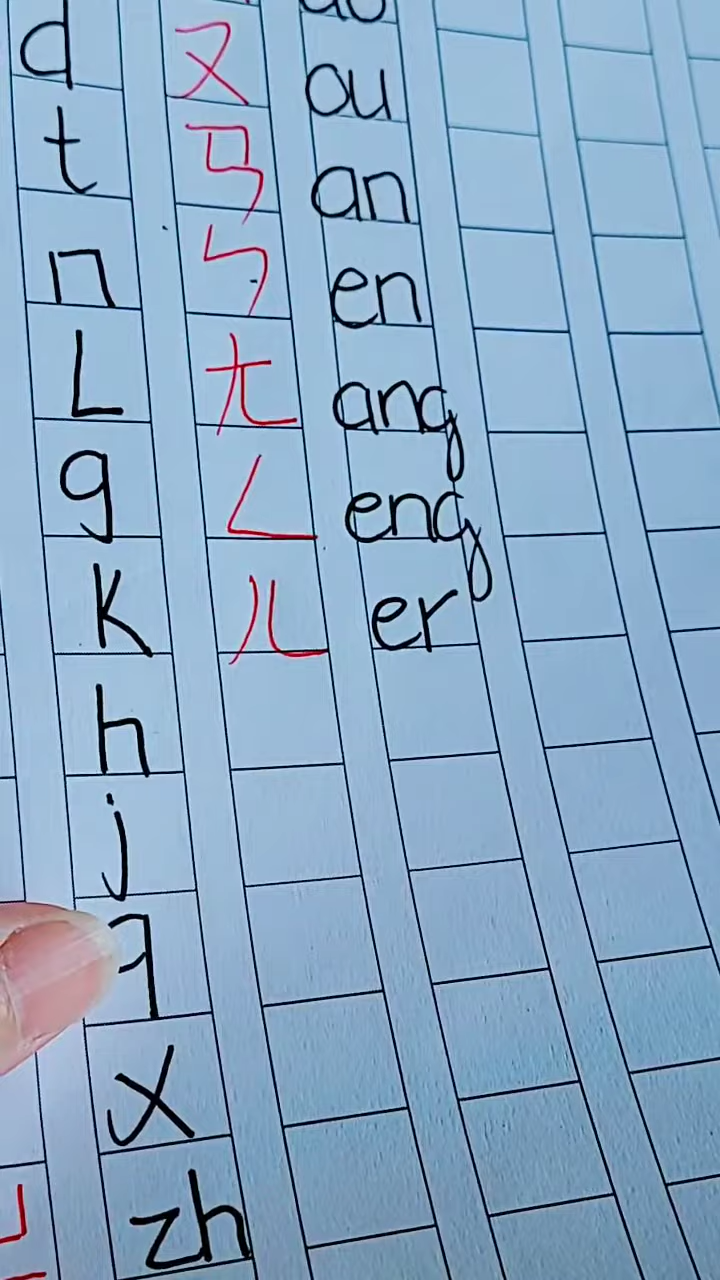 d ㄡ ou
t ㄢ an
n ㄣ en
L ㄤ ang
g ㄥ eng
k ㄦ er
h
j
q
x
zh